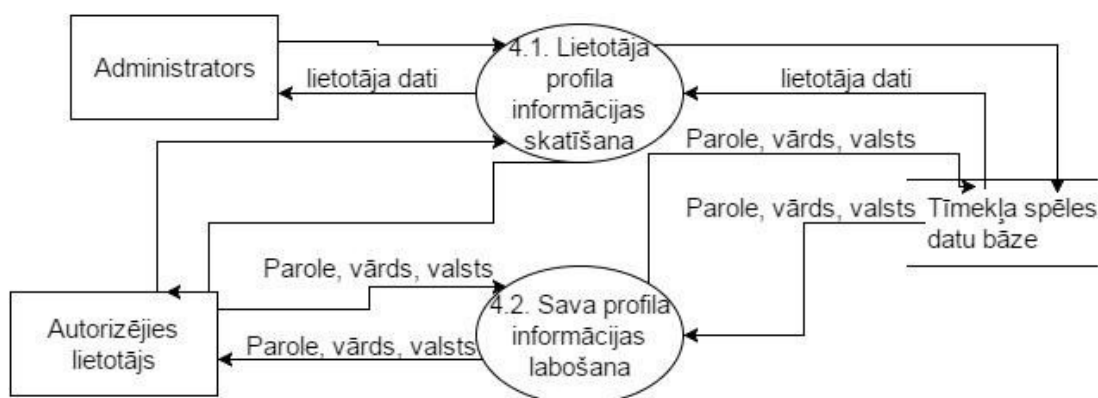 Administrators
lietotāja dati
4.1. Lietotāja
profila
informācijas
skatīšana
lietotāja dati
Parole, vārds, valsts
Parole, vārds, valsts
Tīmekļa spēles
datu bāze
Parole, vārds, valsts
4.2. Sava profila
informācijas
labošana
Autorizējies
lietotājs
Parole, vārds, valsts